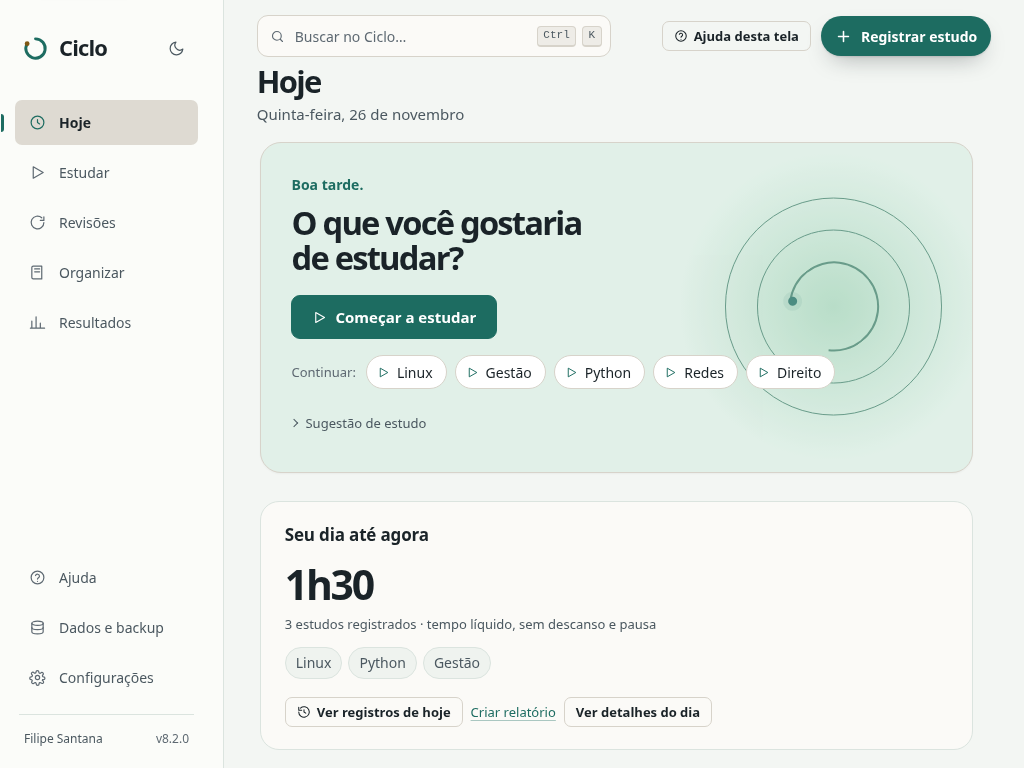 Ciclo
Hoje
Estudar
Revisões
Organizar
Resultados
Ajuda
Dados e backup
Configurações
Filipe Santana
v8.2.0
Buscar no Ciclo...
Ctrl K
Ajuda desta tela
Registrar estudo
Hoje
Quinta-feira, 26 de novembro
Boa tarde.
O que você gostaria
de estudar?
Começar a estudar
Continuar: Linux Gestão Python Redes Direito
Sugestão de estudo
Seu dia até agora
1h30
3 estudos registrados · tempo líquido, sem descanso e pausa
Linux Python Gestão
Ver registros de hoje Criar relatório Ver detalhes do dia